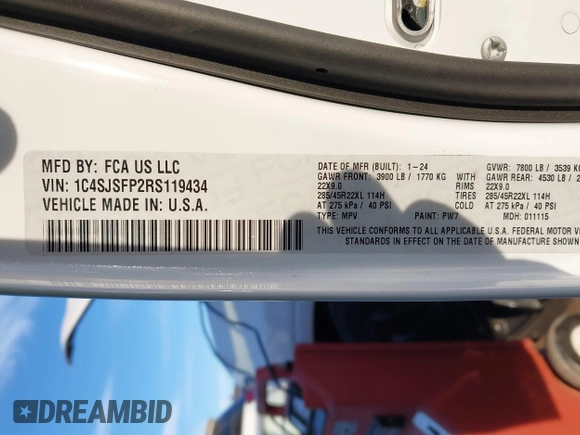 MFD BY: FCA US LLC
VIN: 1C4SJSFP2RS119434
VEHICLE MADE IN: U.S.A.
DATE OF MFR (BUILT): 1-24 GVWR: 7800 LB / 3539 KG
GAWR FRONT: 3900 LB / 1770 KG WITH GAWR REAR: 4530 LB /
22X9.0 RIMS 22X9.0
285/45R22XL 114H TIRES 285/45R22XL 114H
AT 275 kPa / 40 PSI COLD AT 275 kPa / 40 PSI
TYPE: MPV PAINT: PW7 MDH: 011115
THIS VEHICLE CONFORMS TO ALL APPLICABLE U.S.A. FEDERAL MOTOR
STANDARDS IN EFFECT ON THE DATE OF MANUFACTURE SHOWN
DREAMBID